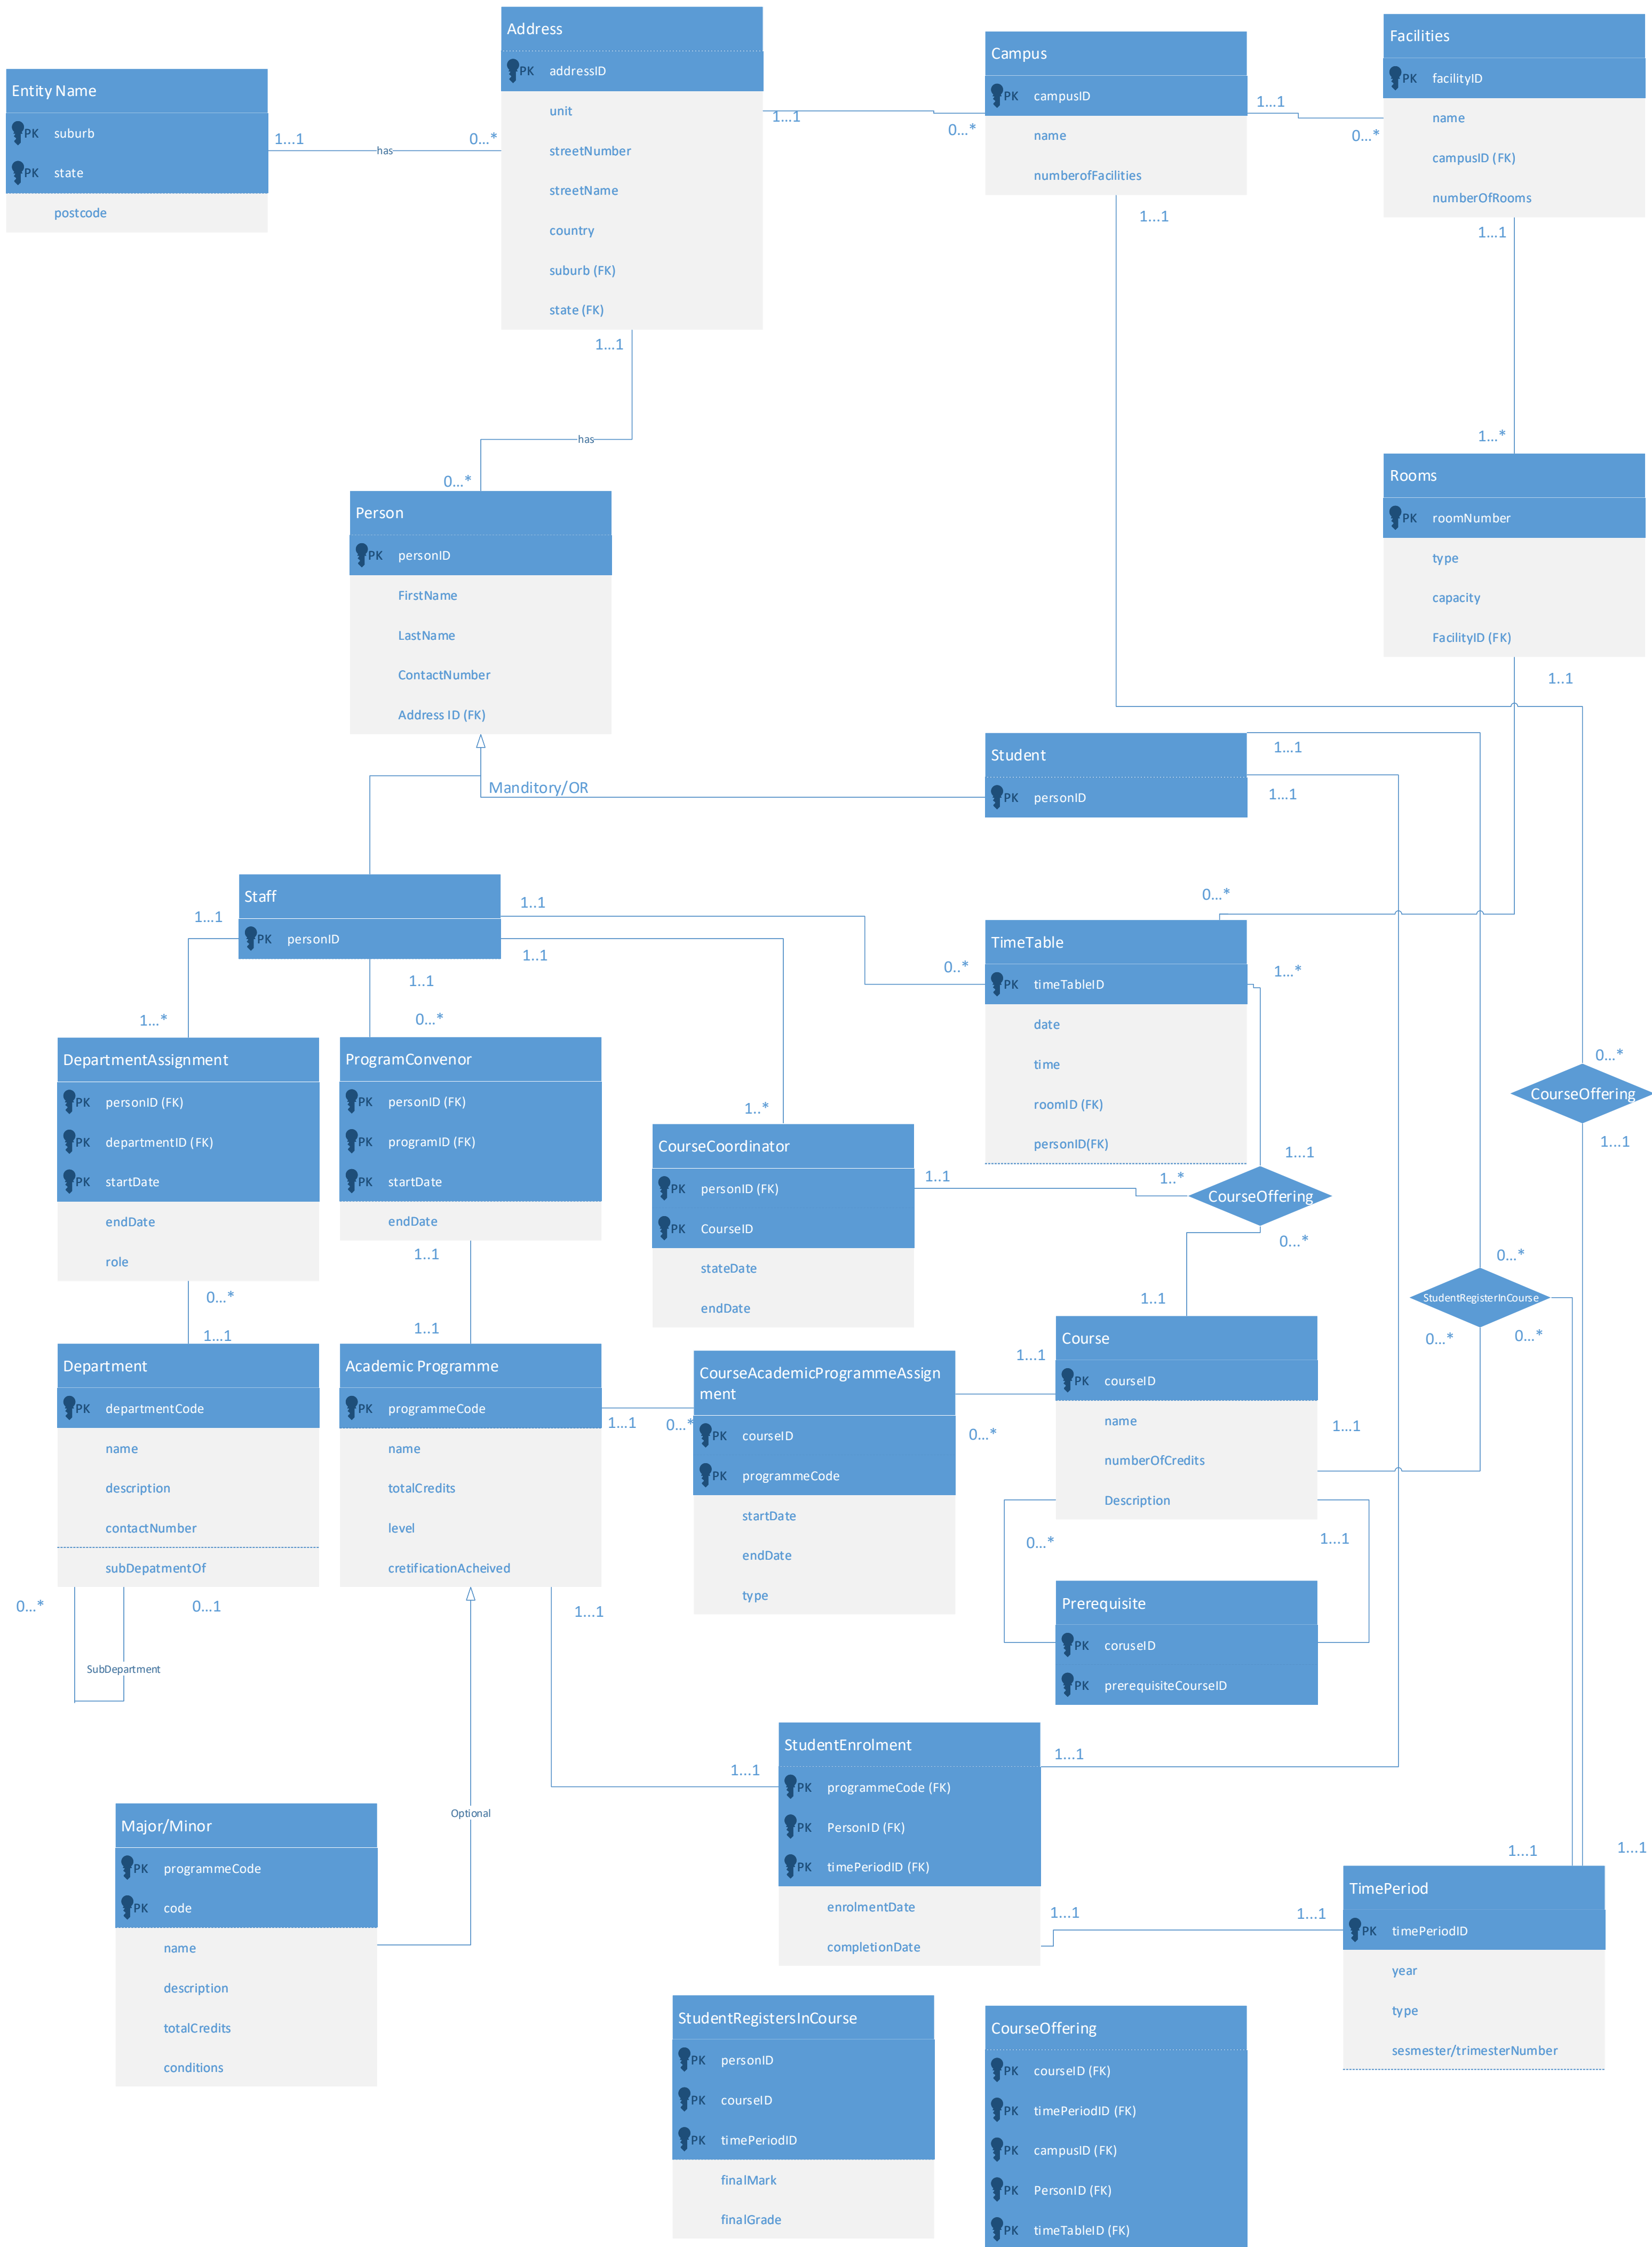 Address
PK addressID
unit
streetNumber
streetName
country
suburb (FK)
state (FK)
Campus
PK campusID
name
numberofFacilities
Facilities
PK facilityID
name
campusID (FK)
numberOfRooms
Entity Name
PK suburb
PK state
postcode
1...1
has
0...*
1...1
0...*
1...1
0...*
1...1
1...1
1...1
has
0...*
1...*
Person
PK personID
FirstName
LastName
ContactNumber
Address ID (FK)
Rooms
PK roomNumber
type
capacity
FacilityID (FK)
1..1
Manditory/OR
Student
PK personID
1...1
1...1
Staff
PK personID
1...1
1..1
1..1
1..1
0..*
0...*
TimeTable
PK timeTableID
date
time
roomID (FK)
personID(FK)
1...*
1...*
0...*
DepartmentAssignment
PK personID (FK)
PK departmentID (FK)
PK startDate
endDate
role
ProgramConvenor
PK personID (FK)
PK programID (FK)
PK startDate
endDate
1..*
CourseCoordinator
PK personID (FK)
PK CourseID
stateDate
endDate
0...*
CourseOffering
1...1
1...1
1..1
1..*
CourseOffering
0...*
0...*
StudentRegisterInCourse
0...*
0...*
1..1
1..1
0...*
1...1
1..1
Department
PK departmentCode
name
description
contactNumber
subDepatmentOf
Academic Programme
PK programmeCode
name
totalCredits
level
cretificationAcheived
1...1
0...*
CourseAcademicProgrammeAssign
ment
PK courseID
PK programmeCode
startDate
endDate
type
1...1
0...*
Course
PK courseID
name
numberOfCredits
Description
1...1
0...*
1...1
Prerequisite
PK coruseID
PK prerequisiteCourseID
0...*
0...1
SubDepartment
1...1
1...1
StudentEnrolment
PK programmeCode (FK)
PK PersonID (FK)
PK timePeriodID (FK)
enrolmentDate
completionDate
1...1
1...1
1...1
1...1
1...1
Optional
Major/Minor
PK programmeCode
PK code
name
description
totalCredits
conditions
TimePeriod
PK timePeriodID
year
type
sesmester/trimesterNumber
StudentRegistersInCourse
PK personID
PK courseID
PK timePeriodID
finalMark
finalGrade
CourseOffering
PK courseID (FK)
PK timePeriodID (FK)
PK campusID (FK)
PK PersonID (FK)
PK timeTableID (FK)